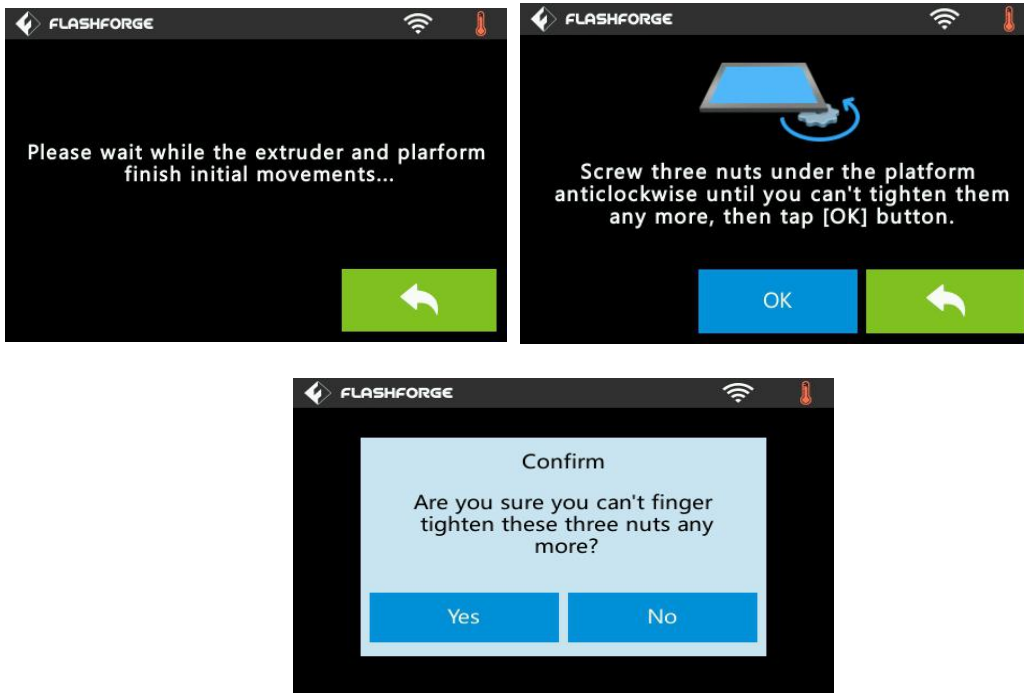 FLASHFORGE
Please wait while the extruder and plarform
finish initial movements...
FLASHFORGE
Screw three nuts under the platform
anticlockwise until you can't tighten them
any more, then tap [OK] button.
OK
FLASHFORGE
Confirm
Are you sure you can't finger
tighten these three nuts any
more?
Yes
No